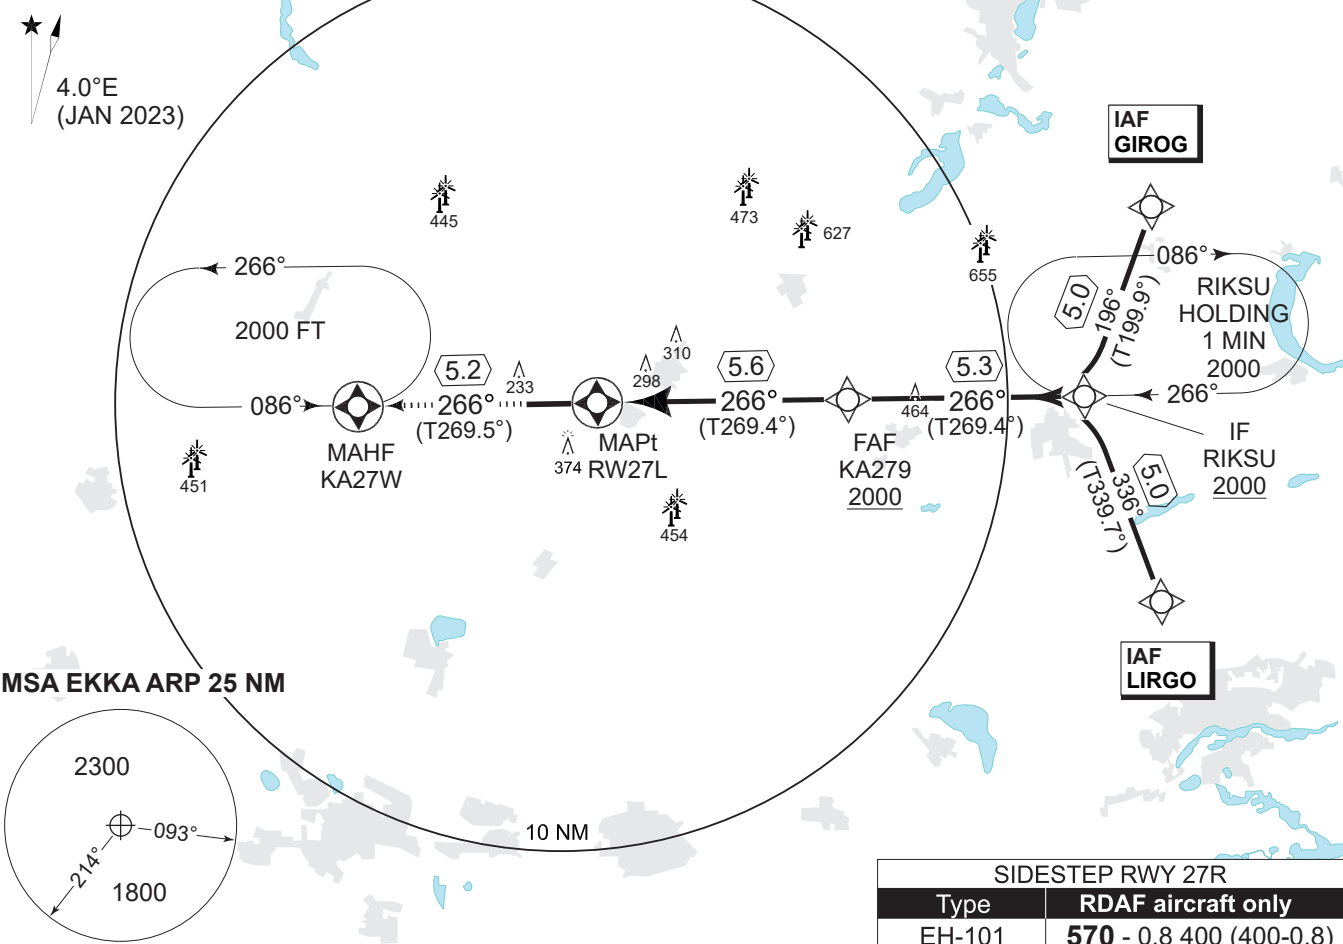 4.0°E
(JAN 2023)
IAF
GIROG
445
473
627
655
266°
086°
5.0
196°
(T199.9°)
RIKSU
HOLDING
1 MIN
2000
2000 FT
310
298
233
5.2
5.6
5.3
266°
086°
266°
(T269.5°)
266°
(T269.4°)
464
266°
(T269.4°)
MAHF
KA27W
374
MAPt
RW27L
FAF
KA279
2000
IF
RIKSU
2000
451
454
336°
(T339.7°)
5.0
IAF
LIRGO
MSA EKKA ARP 25 NM
2300
093°
214°
1800
10 NM
SIDESTEP RWY 27R
Type
RDAF aircraft only
EH-101
570 - 0.8 400 (400-0.8)